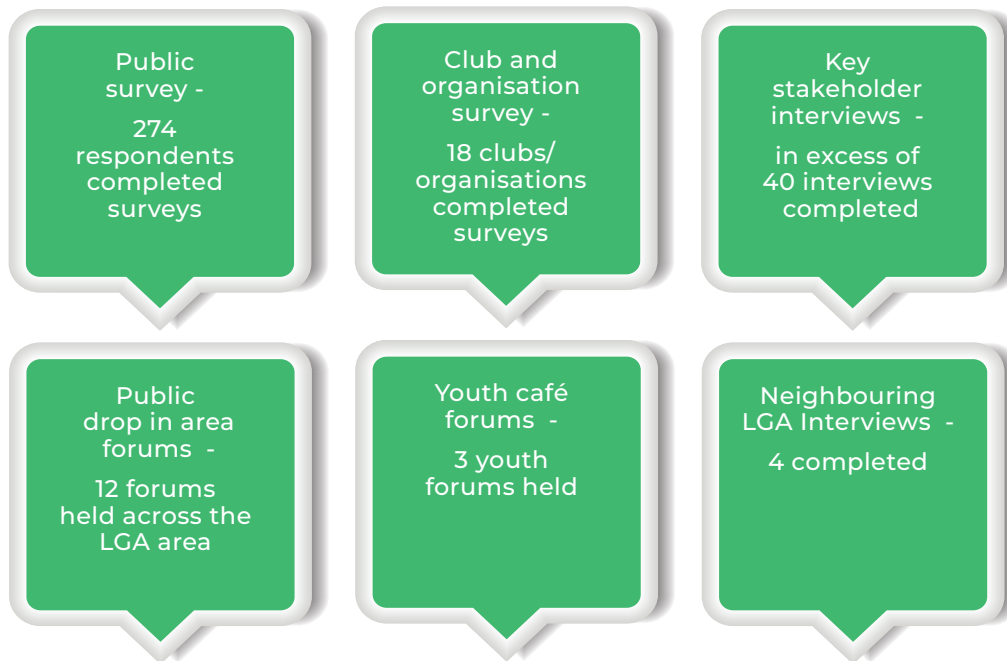 Public
survey -
274
respondents
completed
surveys
Club and
organisation
survey -
18 clubs/
organisations
completed
surveys
Key
stakeholder
interviews -
in excess of
40 interviews
completed
Public
drop in area
forums -
12 forums
held across the
LGA area
Youth café
forums -
3 youth
forums held
Neighbouring
LGA Interviews -
4 completed